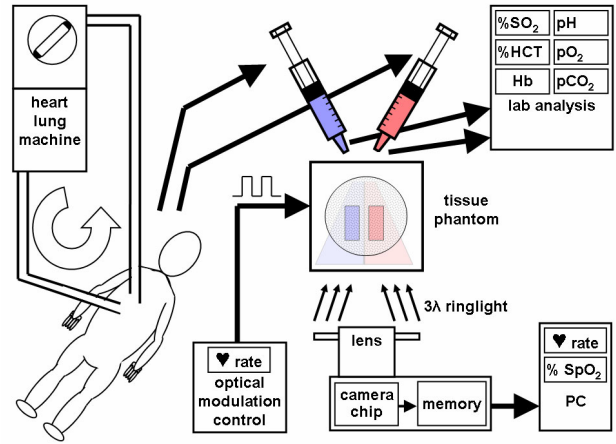 heart
lung
machine
%SO₂
pH
%HCT
pO₂
Hb
pCO₂
lab analysis
tissue
phantom
3λ ringlight
♥ rate
optical
modulation
control
lens
camera
chip
memory
♥ rate
% SpO₂
PC